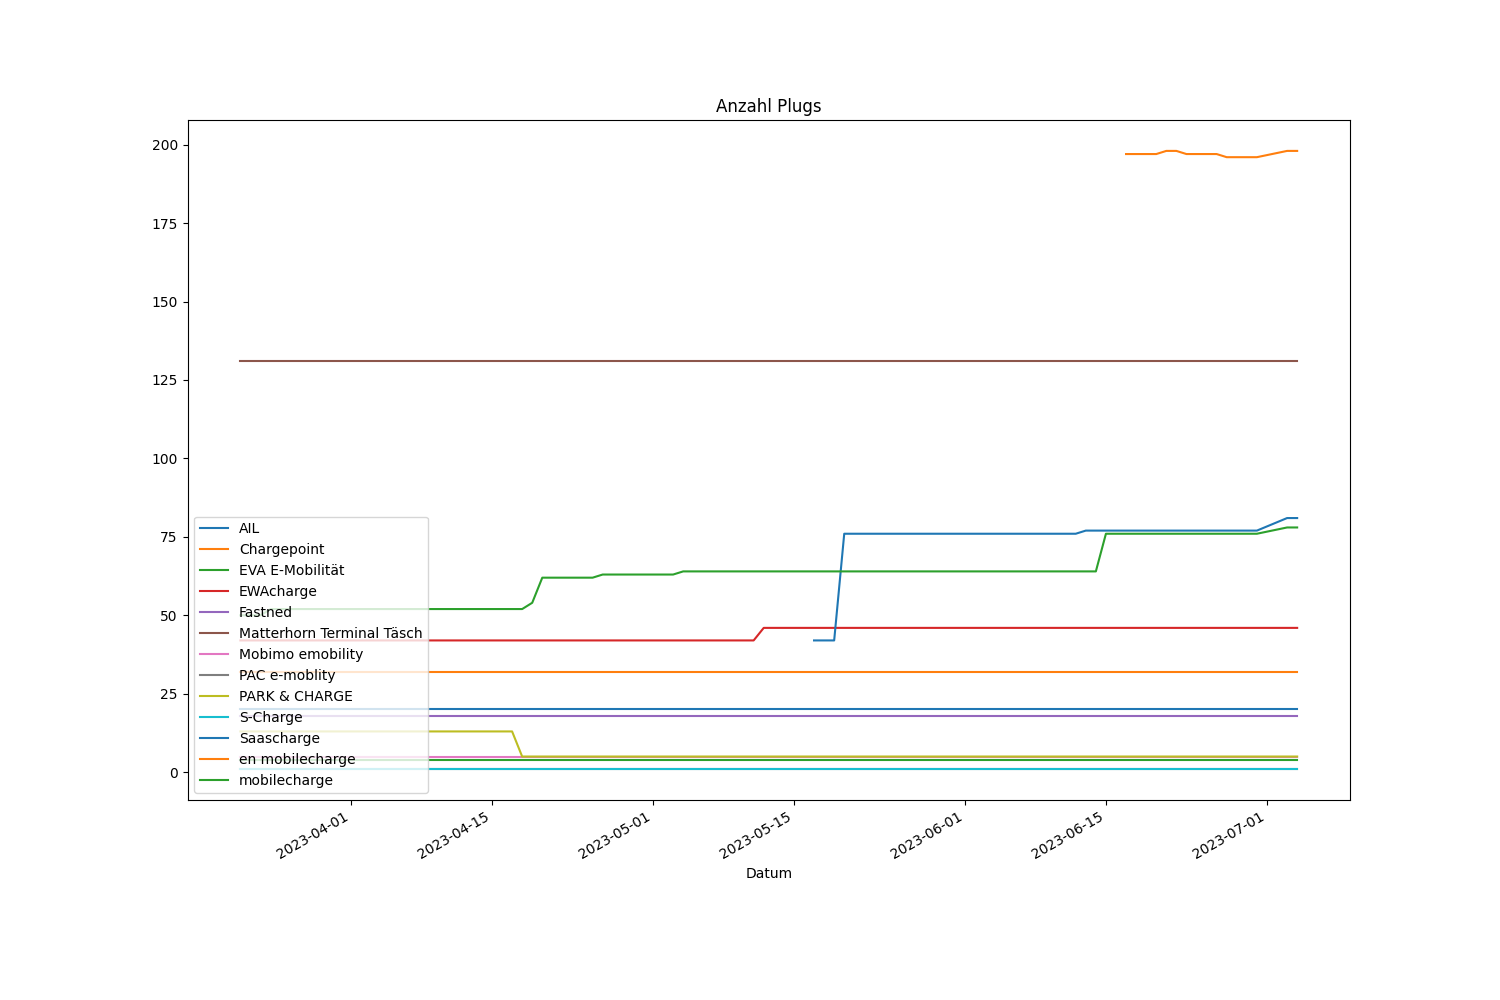 Anzahl Plugs
200
175
150
125
100
75
50
25
0
AIL
Chargepoint
EVA E-Mobilität
EWAcharge
Fastned
Matterhorn Terminal Täsch
Mobimo emobility
PAC e-moblity
PARK & CHARGE
S-Charge
Saascharge
en mobilecharge
mobilecharge
2023-04-01
2023-04-15
2023-05-01
2023-05-15
2023-06-01
2023-06-15
2023-07-01
Datum